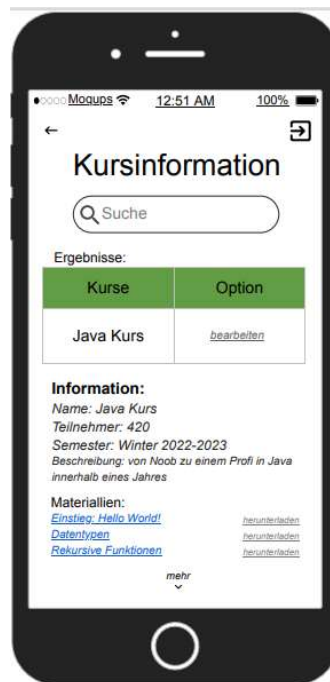 Moqups 12:51 AM 100%
Kursinformation
Suche
Ergebnisse:
Kurse Option
Java Kurs bearbeiten
Information:
Name: Java Kurs
Teilnehmer: 420
Semester: Winter 2022-2023
Beschreibung: von Noob zu einem Profi in Java
innerhalb eines Jahres
Materiallien:
Einstieg: Hello World! herunterladen
Datentypen herunterladen
Rekursive Funktionen herunterladen
mehr